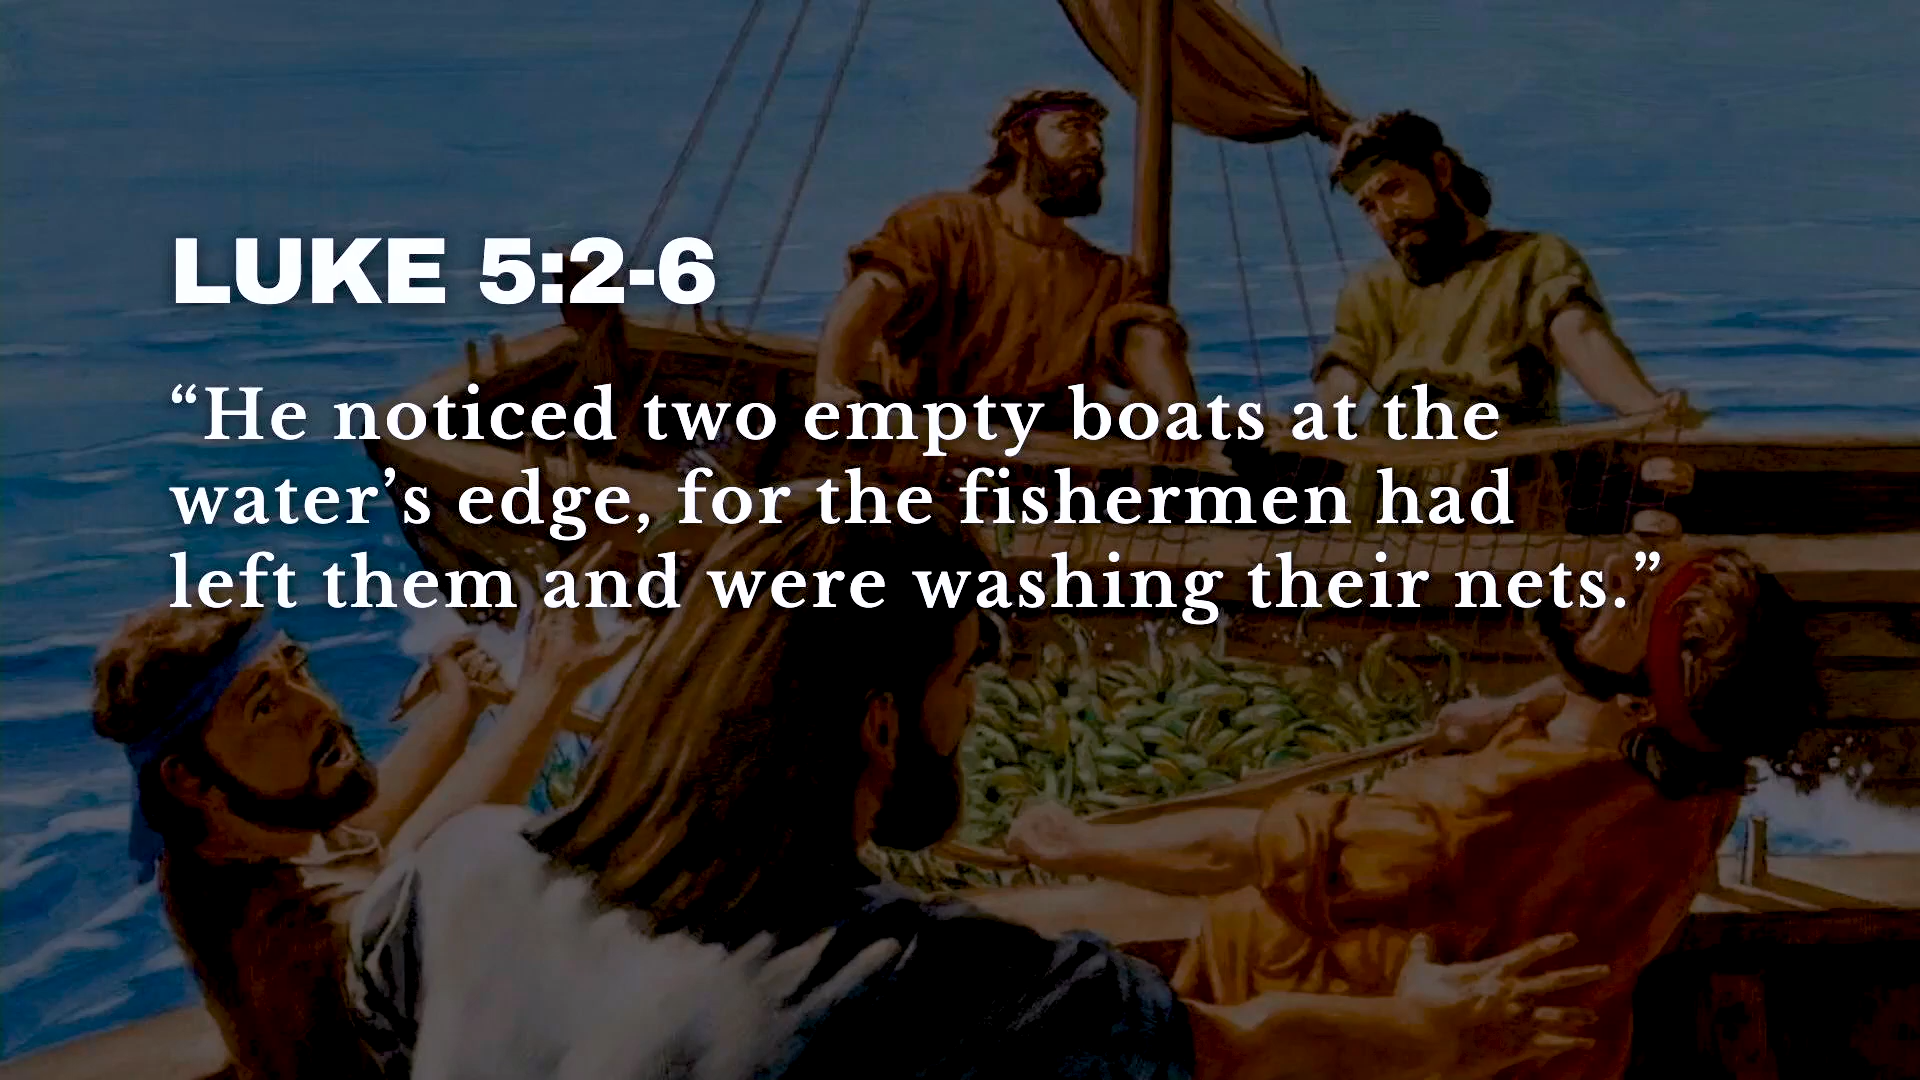 LUKE 5:2-6
“He noticed two empty boats at the
water’s edge, for the fishermen had
left them and were washing their nets.”